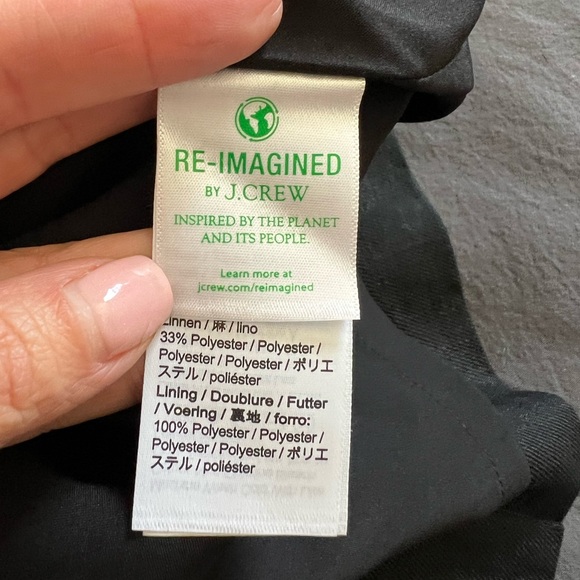 RE-IMAGINED
BY J.CREW
INSPIRED BY THE PLANET
AND ITS PEOPLE.
Learn more at
jcrew.com/reimagined
Linnen / 麻 / lino
33% Polyester / Polyester /
Polyester / Polyester / ポリエ
ステル / poliéster
Lining / Doublure / Futter
/ Voering / 裏地 / forro:
100% Polyester / Polyester /
Polyester / Polyester / ポリエ
ステル / poliéster